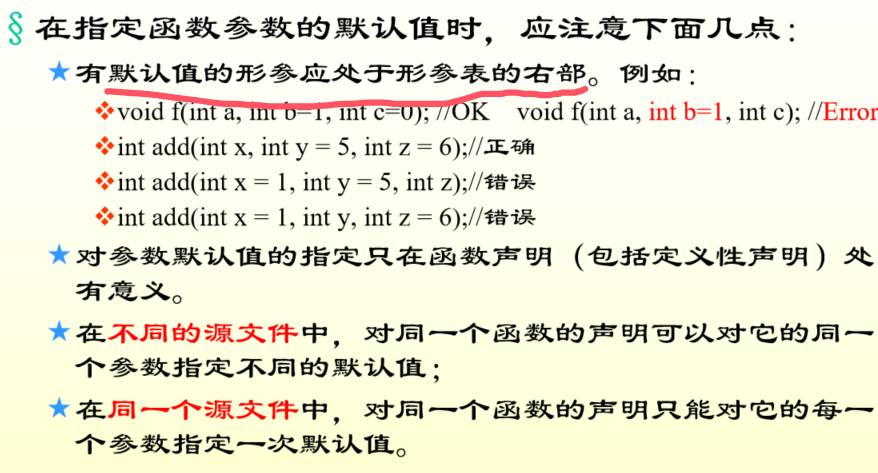 § 在指定函数参数的默认值时，应注意下面几点：
★有默认值的形参应处于形参表的右部。例如：
❖void f(int a, int b=1, int c=0); //OK void f(int a, int b=1, int c); //Error
❖int add(int x, int y = 5, int z = 6);//正确
❖int add(int x = 1, int y = 5, int z);//错误
❖int add(int x = 1, int y, int z = 6);//错误
★对参数默认值的指定只在函数声明（包括定义性声明）处
有意义。
★在不同的源文件中，对同一个函数的声明可以对它的同一
个参数指定不同的默认值；
★在同一个源文件中，对同一个函数的声明只能对它的每一
个参数指定一次默认值。